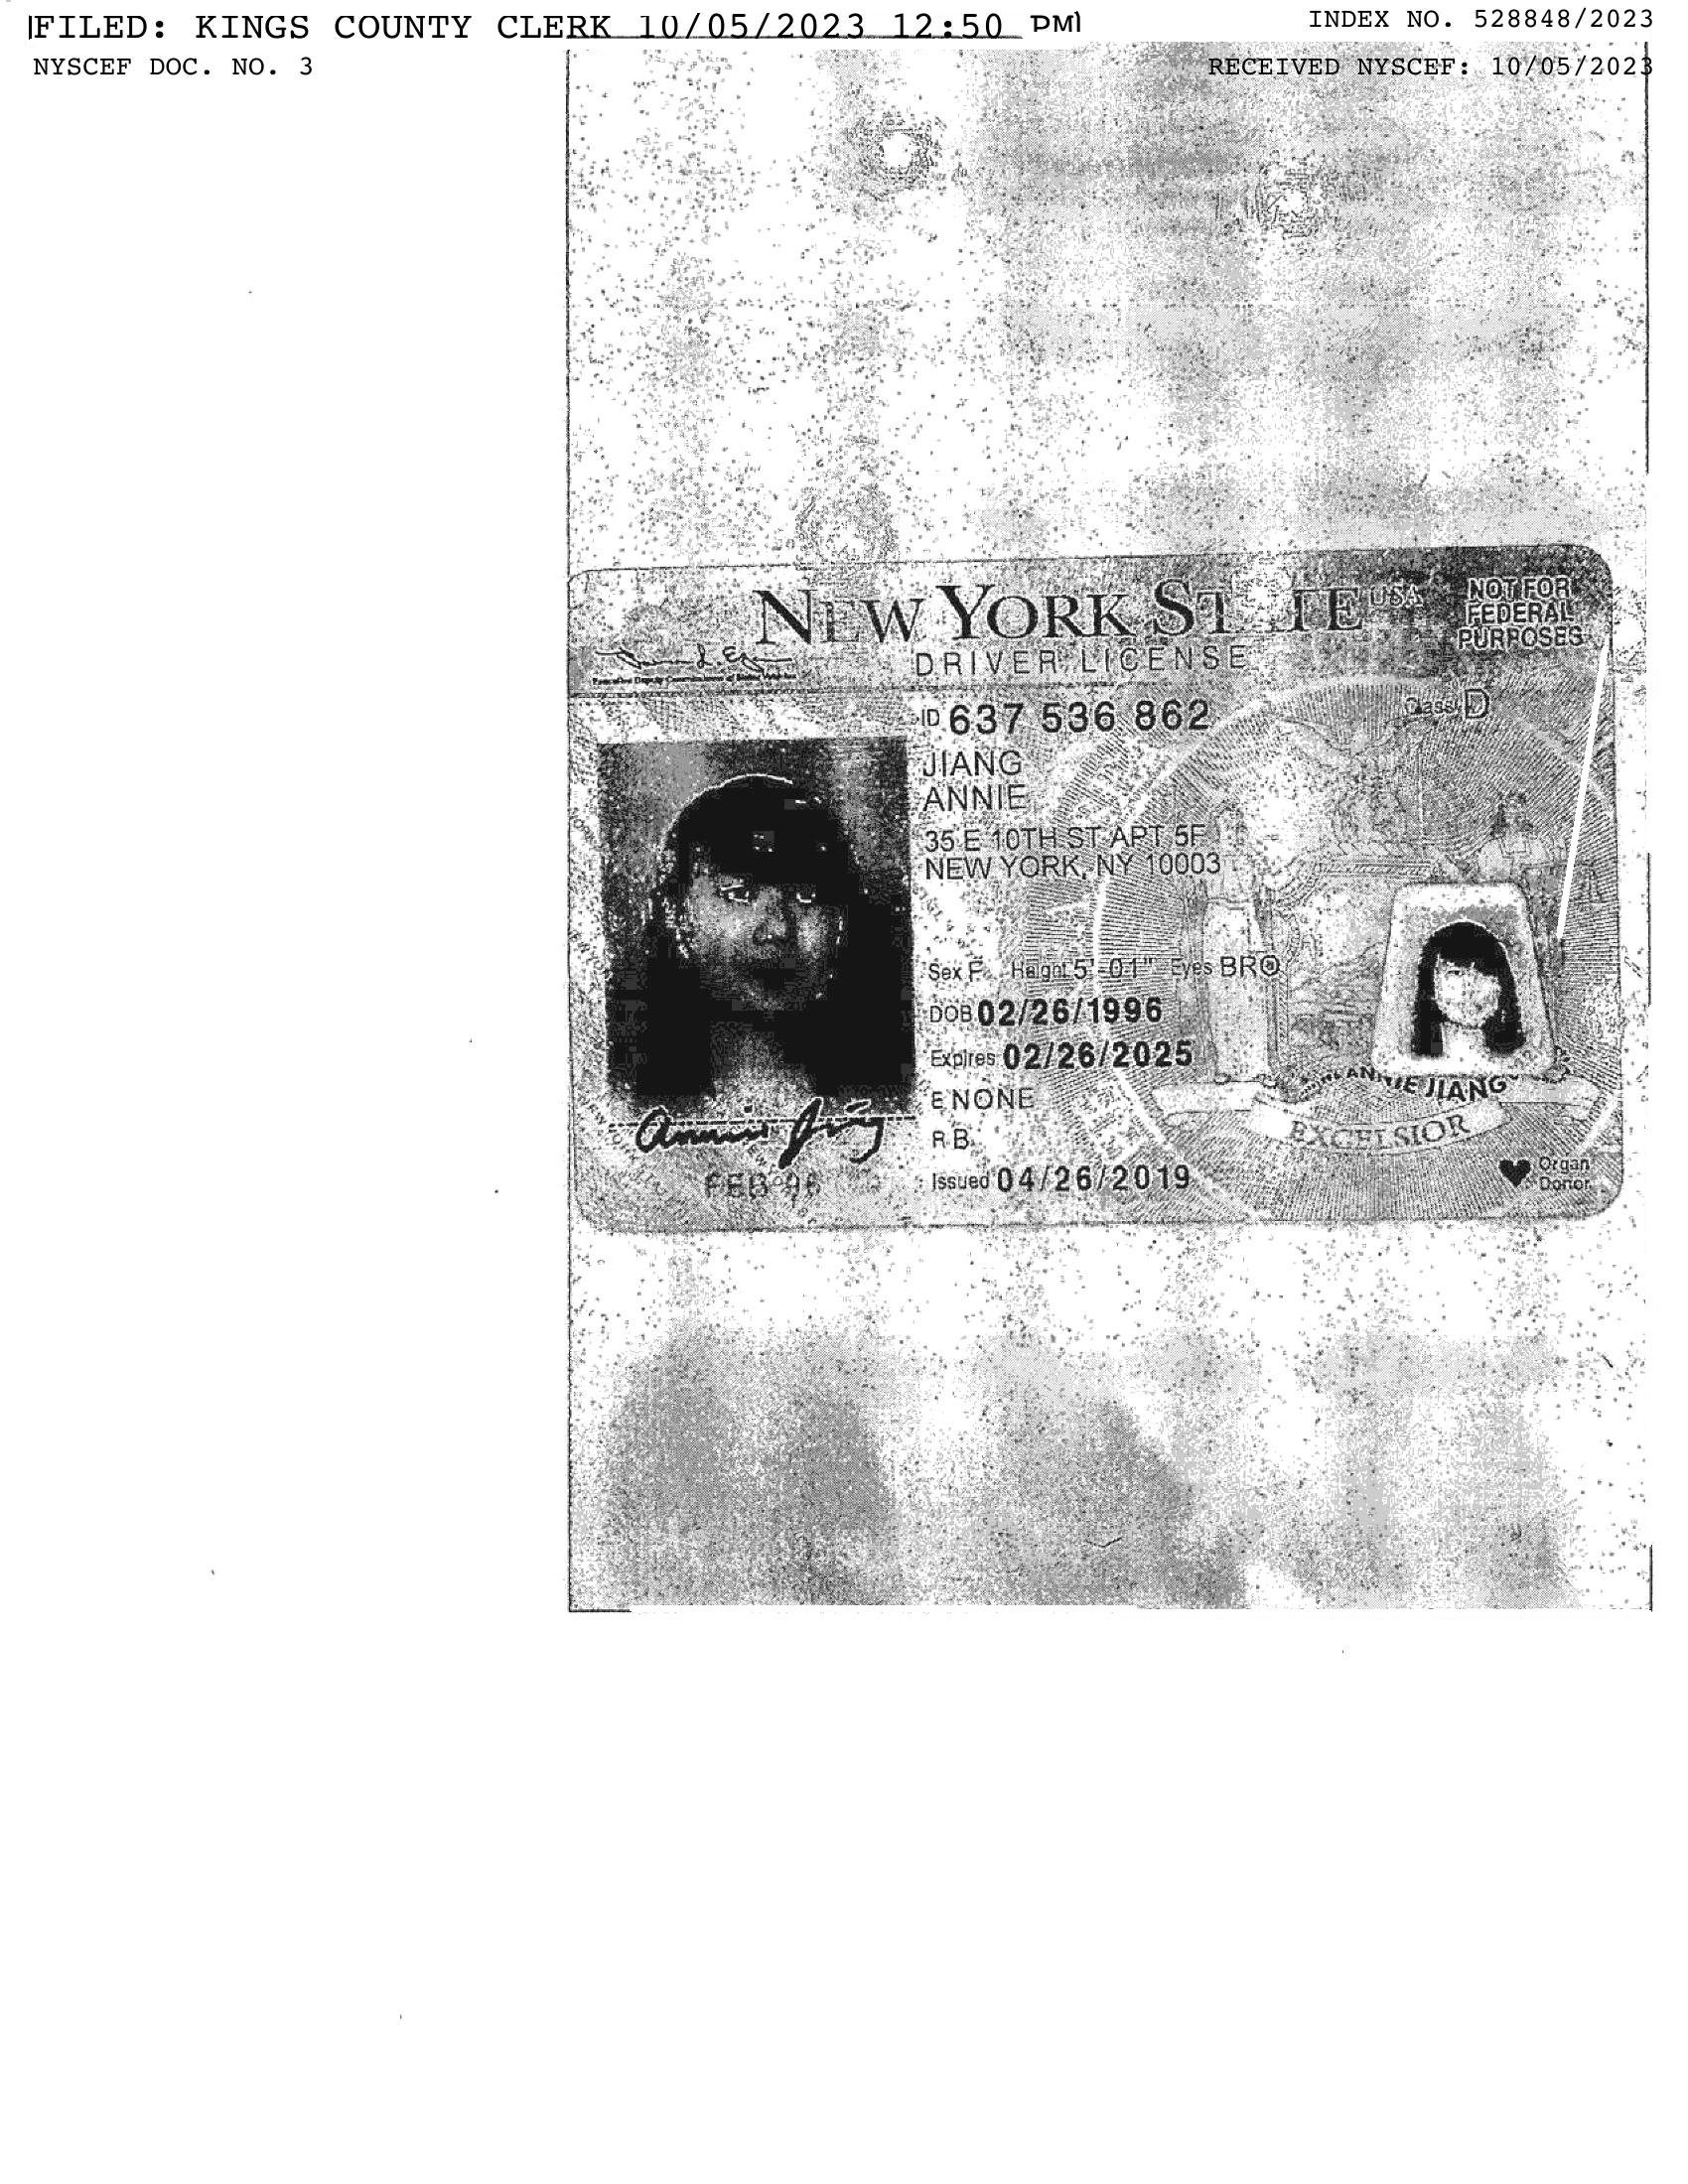 FILED: KINGS COUNTY CLERK 10/05/2023 12:50 PM
INDEX NO. 528848/2023
NYSCEF DOC. NO. 3
RECEIVED NYSCEF: 10/05/2023
NEW YORK STATE USA
NOT FOR
FEDERAL
PURPOSES
DRIVER LICENSE
ID 637 536 862
Class D
JIANG
ANNIE
35 E 10TH ST APT 5F
NEW YORK, NY 10003
Sex F Height 5'-01" Eyes BRO
DOB 02/26/1996
Expires 02/26/2025
E NONE
R B
Issued 04/26/2019
Annie Jiang
FEB 96
ANNIE JIANG
EXCELSIOR
Organ
Donor